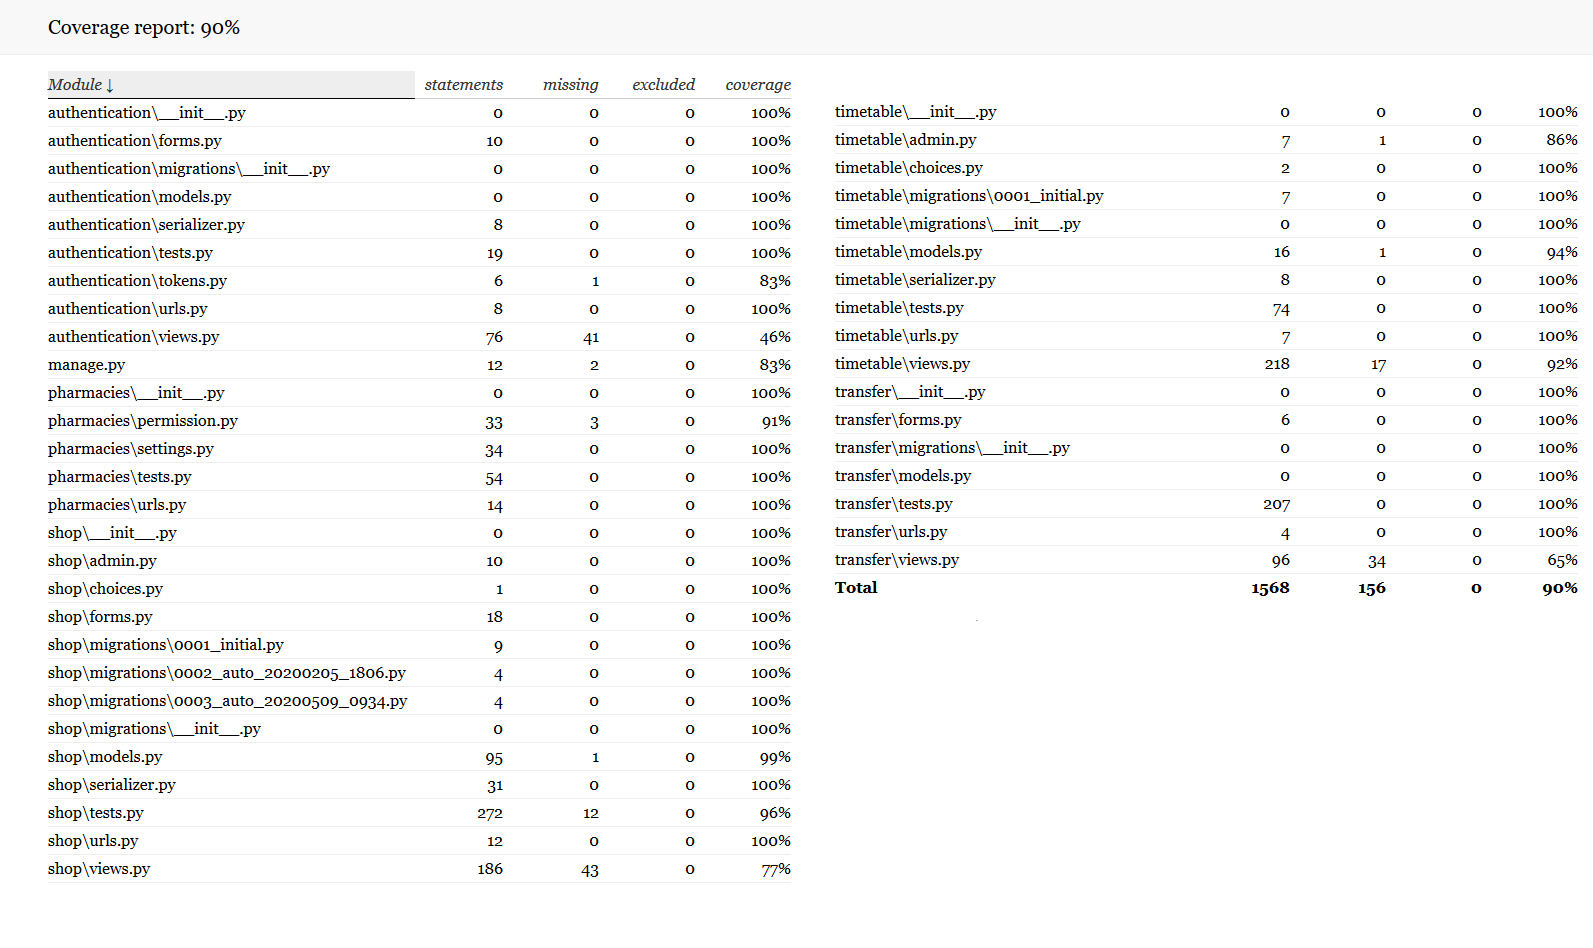 Coverage report: 90%
Module ↓ statements missing excluded coverage
authentication\__init__.py 0 0 0 100%
authentication\forms.py 10 0 0 100%
authentication\migrations\__init__.py 0 0 0 100%
authentication\models.py 0 0 0 100%
authentication\serializer.py 8 0 0 100%
authentication\tests.py 19 0 0 100%
authentication\tokens.py 6 1 0 83%
authentication\urls.py 8 0 0 100%
authentication\views.py 76 41 0 46%
manage.py 12 2 0 83%
pharmacies\__init__.py 0 0 0 100%
pharmacies\permission.py 33 3 0 91%
pharmacies\settings.py 34 0 0 100%
pharmacies\tests.py 54 0 0 100%
pharmacies\urls.py 14 0 0 100%
shop\__init__.py 0 0 0 100%
shop\admin.py 10 0 0 100%
shop\choices.py 1 0 0 100%
shop\forms.py 18 0 0 100%
shop\migrations\0001_initial.py 9 0 0 100%
shop\migrations\0002_auto_20200205_1806.py 4 0 0 100%
shop\migrations\0003_auto_20200509_0934.py 4 0 0 100%
shop\migrations\__init__.py 0 0 0 100%
shop\models.py 95 1 0 99%
shop\serializer.py 31 0 0 100%
shop\tests.py 272 12 0 96%
shop\urls.py 12 0 0 100%
shop\views.py 186 43 0 77%
timetable\__init__.py 0 0 0 100%
timetable\admin.py 7 1 0 86%
timetable\choices.py 2 0 0 100%
timetable\migrations\0001_initial.py 7 0 0 100%
timetable\migrations\__init__.py 0 0 0 100%
timetable\models.py 16 1 0 94%
timetable\serializer.py 8 0 0 100%
timetable\tests.py 74 0 0 100%
timetable\urls.py 7 0 0 100%
timetable\views.py 218 17 0 92%
transfer\__init__.py 0 0 0 100%
transfer\forms.py 6 0 0 100%
transfer\migrations\__init__.py 0 0 0 100%
transfer\models.py 0 0 0 100%
transfer\tests.py 207 0 0 100%
transfer\urls.py 4 0 0 100%
transfer\views.py 96 34 0 65%
Total 1568 156 0 90%